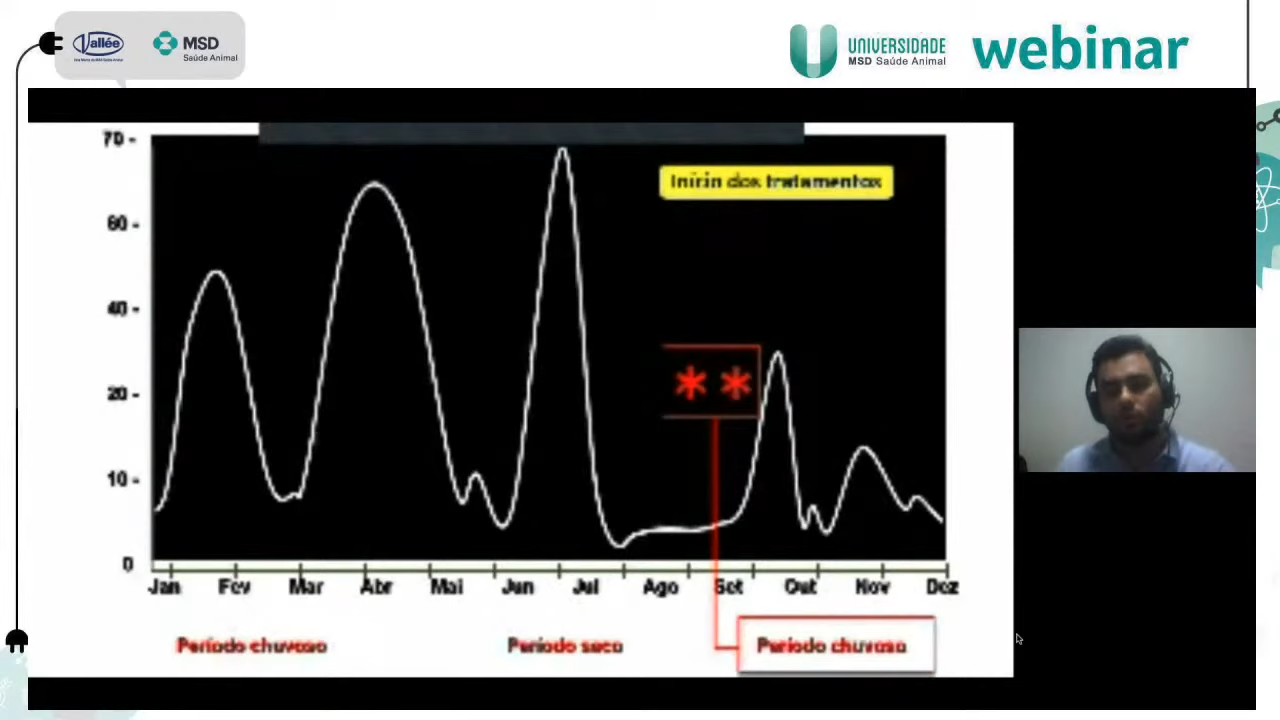 Vallée
MSD
Saúde Animal
UNIVERSIDADE
MSD Saúde Animal
webinar
70 -
60 -
40 -
20 -
10 -
0
Início dos tratamentos
* *
Jan Fev Mar Abr Mai Jun Jul Ago Set Out Nov Dez
Período chuvoso Período seco Período chuvoso